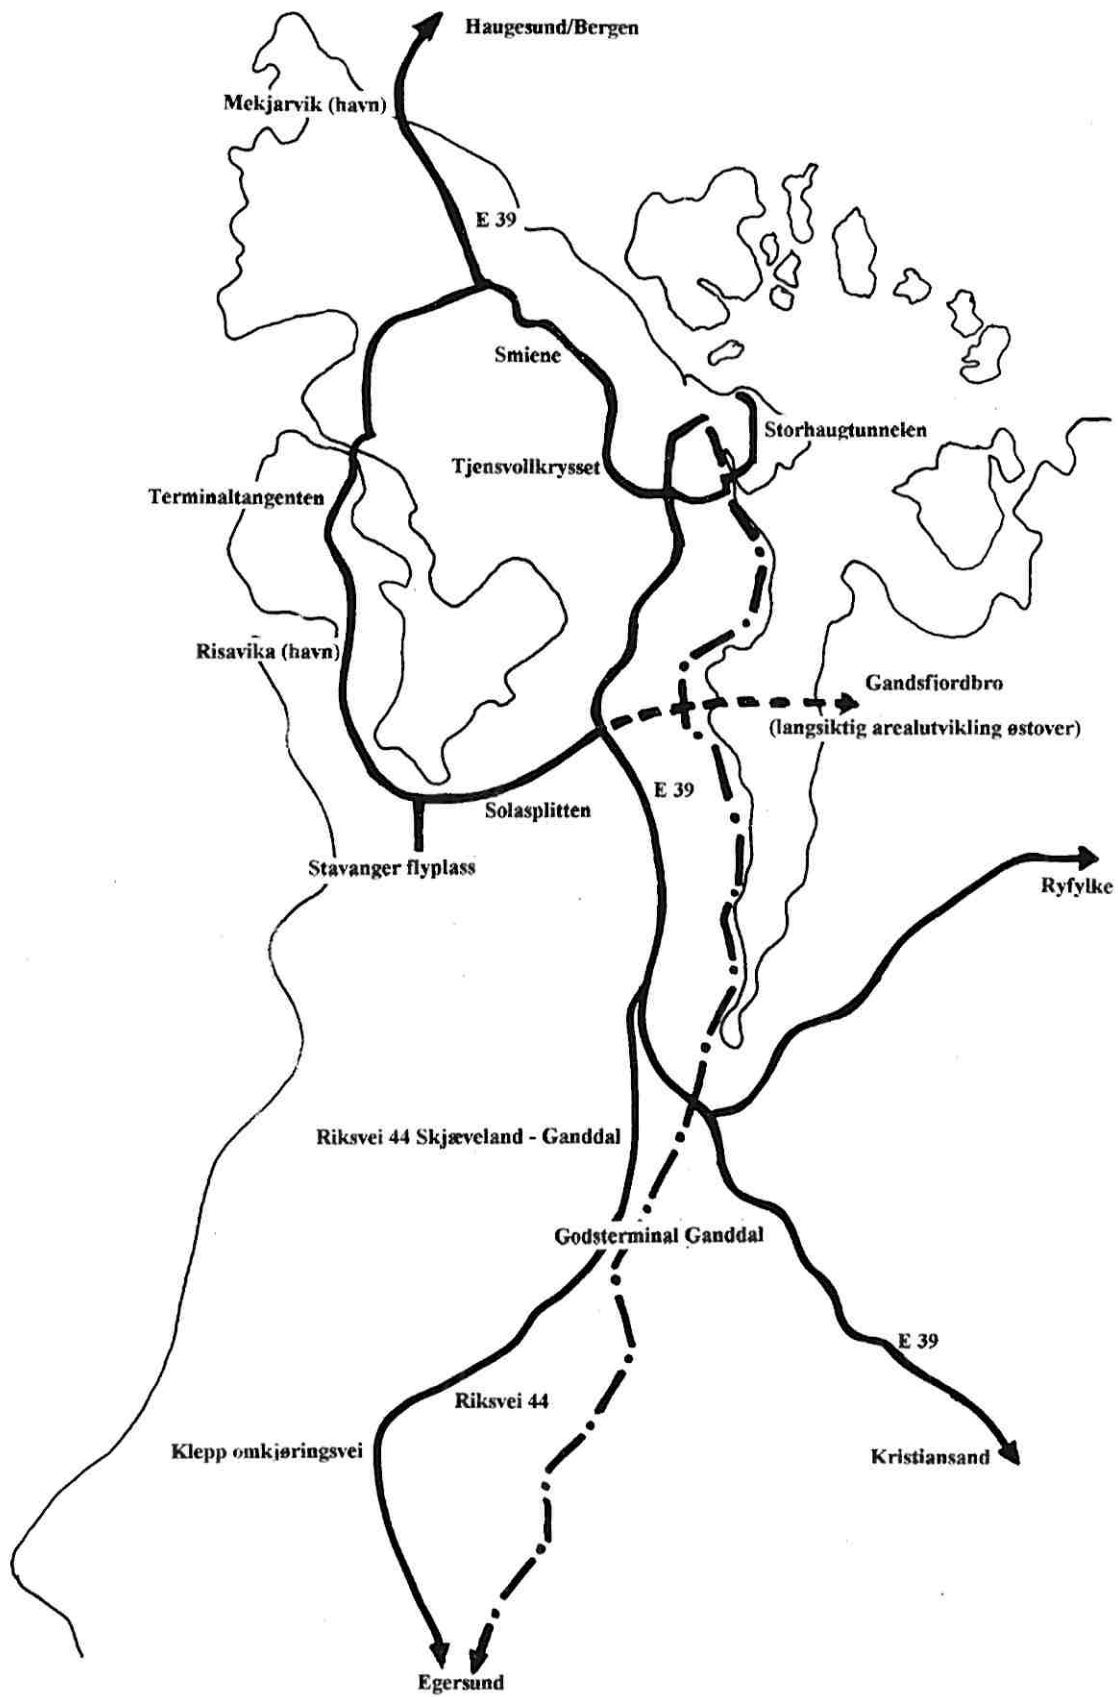 Haugesund/Bergen
Mekjarvik (havn)
E 39
Smiene
Storhaugtunnelen
Tjensvollkrysset
Terminaltangenten
Risavika (havn)
Gandsfjordbro
(langsiktig arealutvikling østover)
E 39
Solasplitten
Stavanger flyplass
Ryfylke
Riksvei 44 Skjæveland - Ganddal
Godsterminal Ganddal
E 39
Riksvei 44
Klepp omkjøringsvei
Kristiansand
Egersund